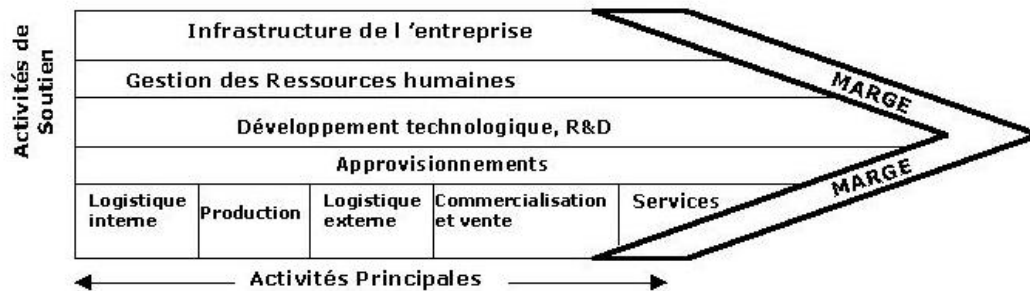 Activités de
Soutien
Infrastructure de l ’entreprise
Gestion des Ressources humaines
Développement technologique, R&D
Approvisionnements
MARGE
MARGE
Logistique
interne
Production
Logistique
externe
Commercialisation
et vente
Services
Activités Principales